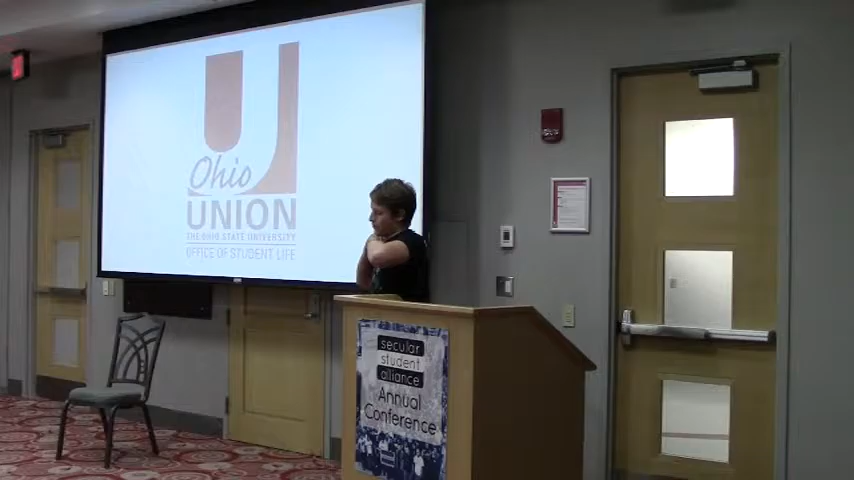 Ohio
UNION
THE OHIO STATE UNIVERSITY
OFFICE OF STUDENT LIFE
secular
student
alliance
Annual
Conference